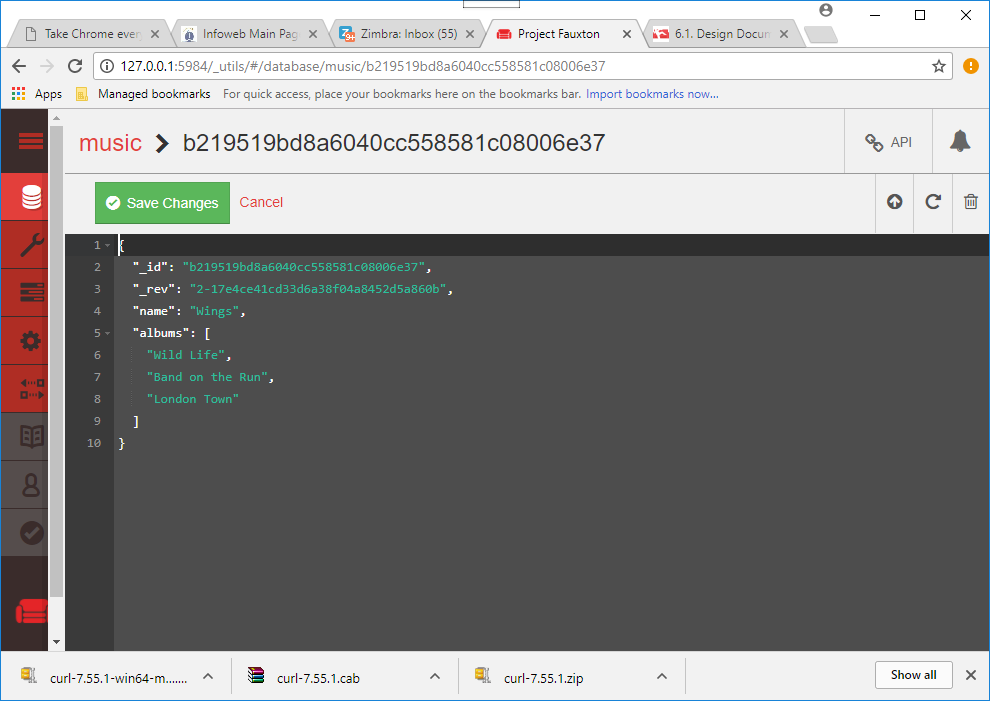 Take Chrome every
Infoweb Main Pag
Zimbra: Inbox (55)
Project Fauxton
6.1. Design Docum
127.0.0.1:5984/_utils/#/database/music/b219519bd8a6040cc558581c08006e37
Apps
Managed bookmarks
For quick access, place your bookmarks here on the bookmarks bar. Import bookmarks now...
music b219519bd8a6040cc558581c08006e37
API
Save Changes
Cancel
1 {
2 "_id": "b219519bd8a6040cc558581c08006e37",
3 "_rev": "2-17e4ce41cd33d6a38f04a8452d5a860b",
4 "name": "Wings",
5 "albums": [
6 "Wild Life",
7 "Band on the Run",
8 "London Town"
9 ]
10 }
curl-7.55.1-win64-m.......
curl-7.55.1.cab
curl-7.55.1.zip
Show all